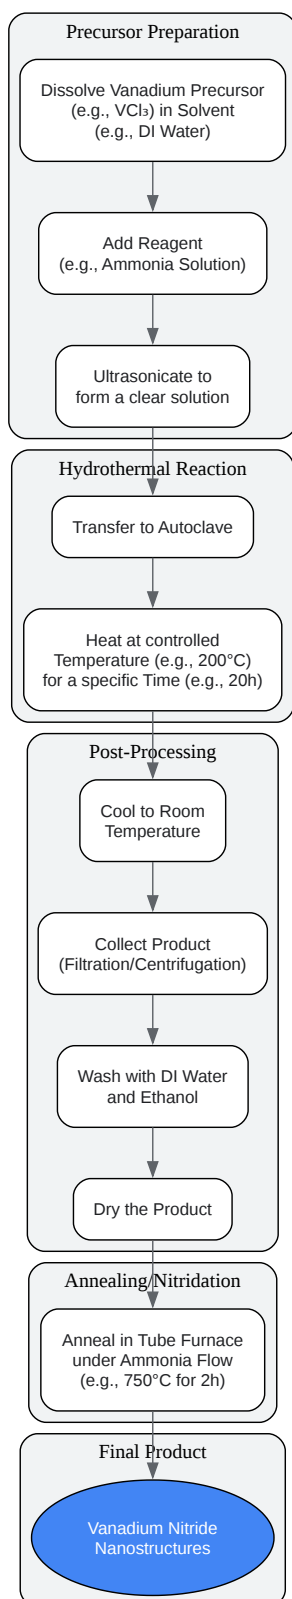 Precursor Preparation
Dissolve Vanadium Precursor
(e.g., VCl₃) in Solvent
(e.g., DI Water)
Add Reagent
(e.g., Ammonia Solution)
Ultrasonicate to
form a clear solution
Hydrothermal Reaction
Transfer to Autoclave
Heat at controlled
Temperature (e.g., 200°C)
for a specific Time (e.g., 20h)
Post-Processing
Cool to Room
Temperature
Collect Product
(Filtration/Centrifugation)
Wash with DI Water
and Ethanol
Dry the Product
Annealing/Nitridation
Anneal in Tube Furnace
under Ammonia Flow
(e.g., 750°C for 2h)
Final Product
Vanadium Nitride
Nanostructures